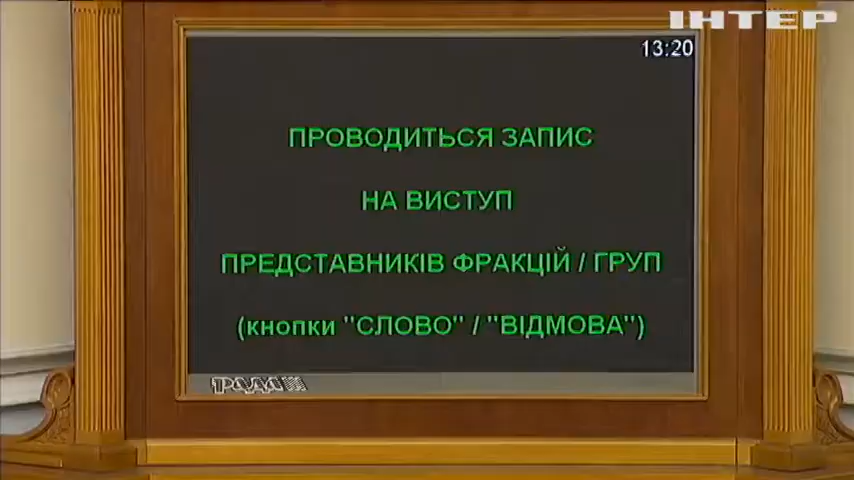 ІНТЕР
13:20
ПРОВОДИТЬСЯ ЗАПИС
НА ВИСТУП
ПРЕДСТАВНИКІВ ФРАКЦІЙ / ГРУП
(кнопки "СЛОВО" / "ВІДМОВА")
РАДА